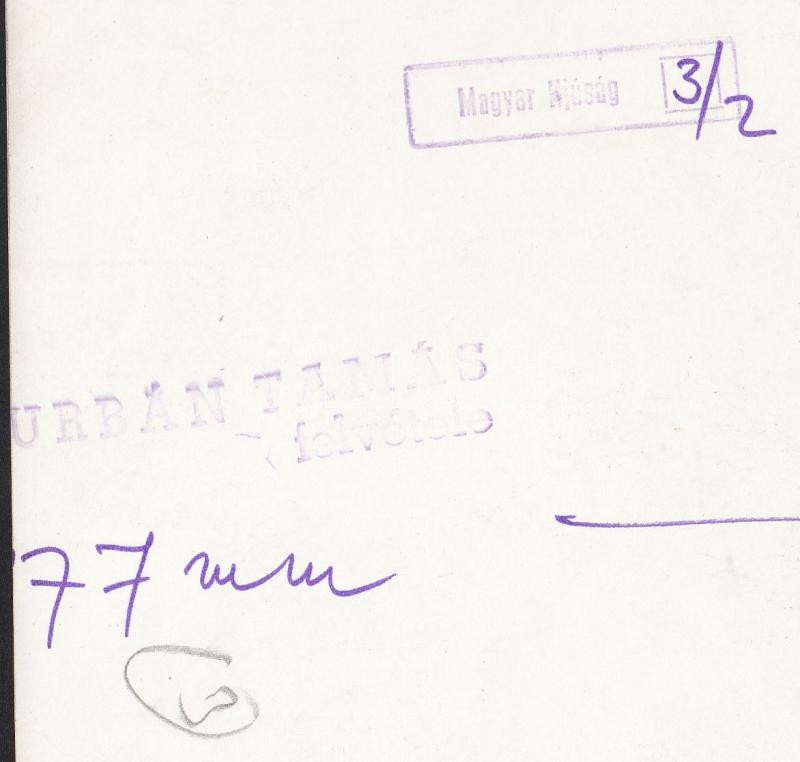 Magyar Ifjúság 3/2
URBÁN TAMÁS
felvétele
77 mm